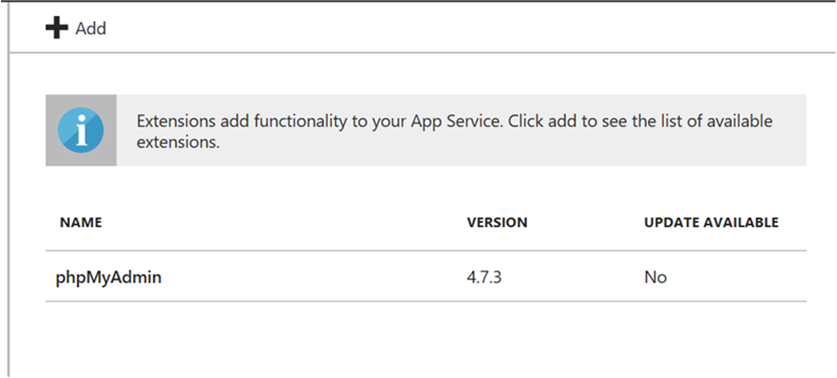 Add
Extensions add functionality to your App Service. Click add to see the list of available
extensions.
NAME VERSION UPDATE AVAILABLE
phpMyAdmin 4.7.3 No